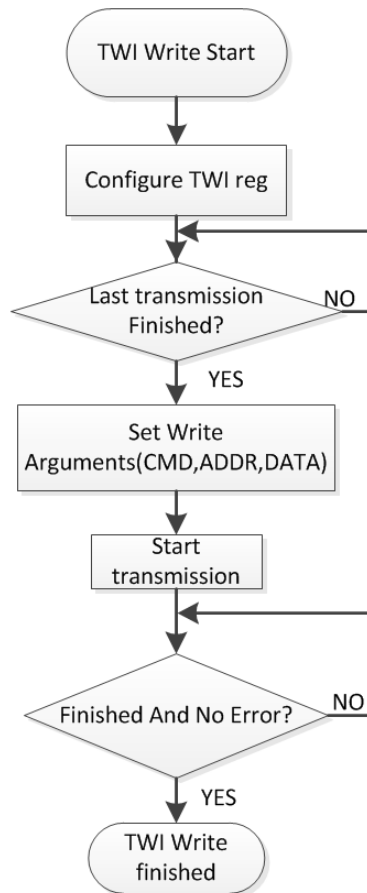 TWI Write Start
Configure TWI reg
Last transmission
Finished?
NO
YES
Set Write
Arguments(CMD,ADDR,DATA)
Start
transmission
Finished And No Error?
NO
YES
TWI Write
finished